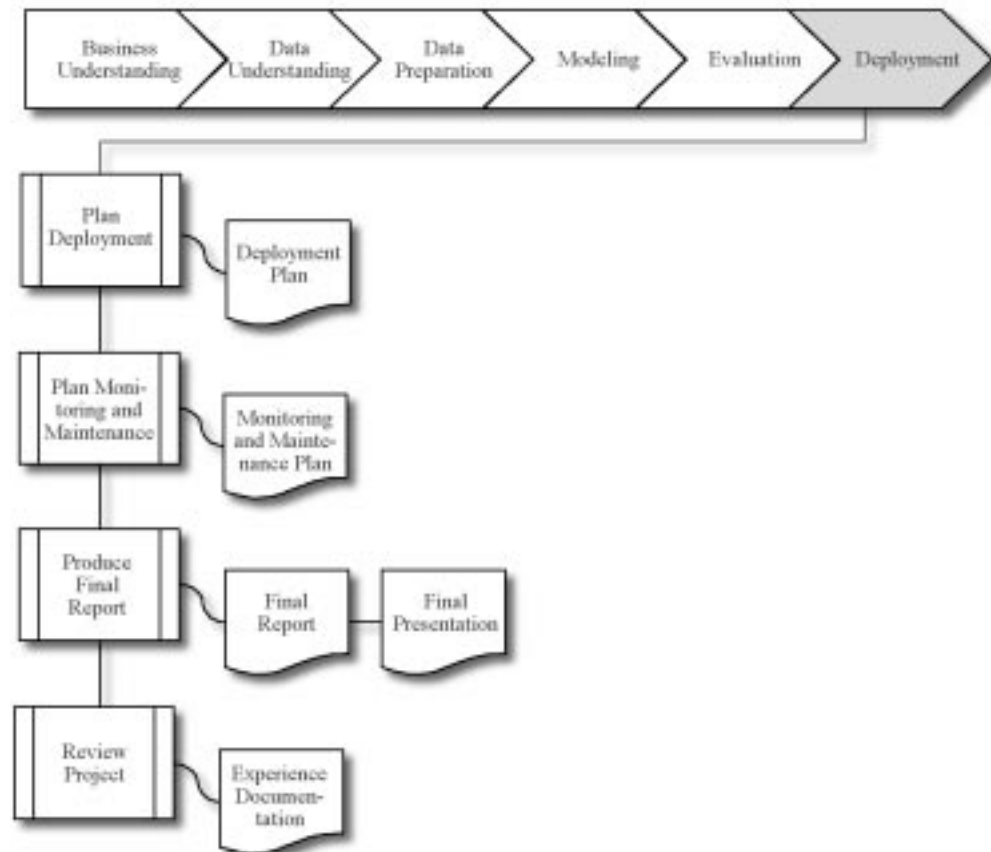 Business
Understanding
Data
Understanding
Data
Preparation
Modeling
Evaluation
Deployment
Plan
Deployment
Deployment
Plan
Plan Moni-
toring and
Maintenance
Monitoring
and Mainte-
nance Plan
Produce
Final
Report
Final
Report
Final
Presentation
Review
Project
Experience
Documen-
tation